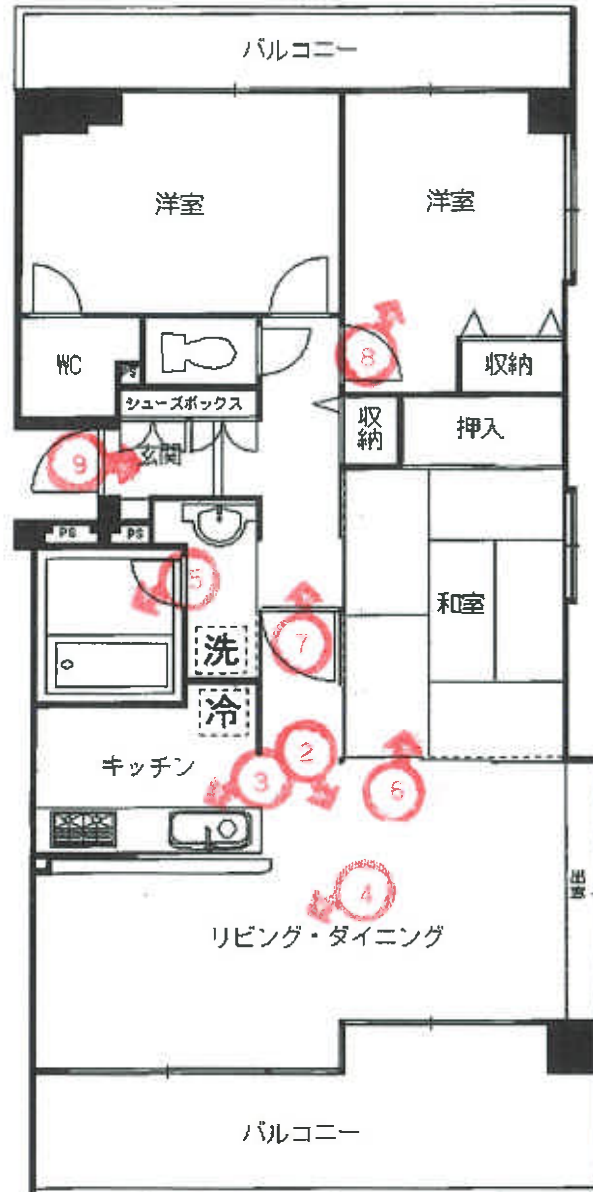 バルコニー
洋室
洋室
8
WC
PS
収納
シューズボックス
収納
押入
9
玄関
PS
PS
5
和室
洗
7
冷
2
キッチン
3
6
出窓
4
リビング・ダイニング
バルコニー